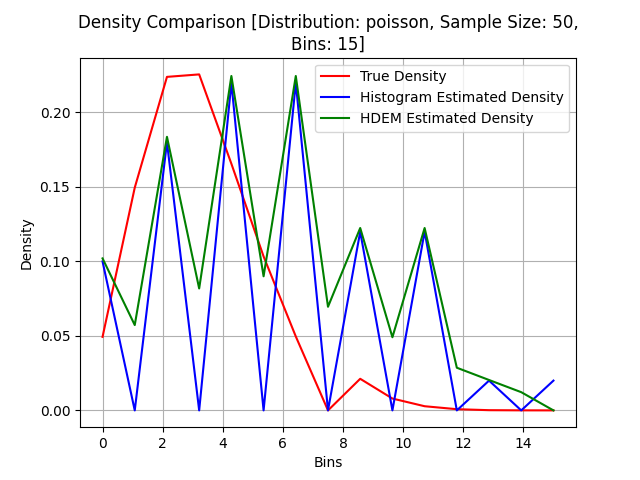 Density Comparison [Distribution: poisson, Sample Size: 50,
Bins: 15]
True Density
Histogram Estimated Density
HDEM Estimated Density
Density
0.20
0.15
0.10
0.05
0.00
0 2 4 6 8 10 12 14
Bins